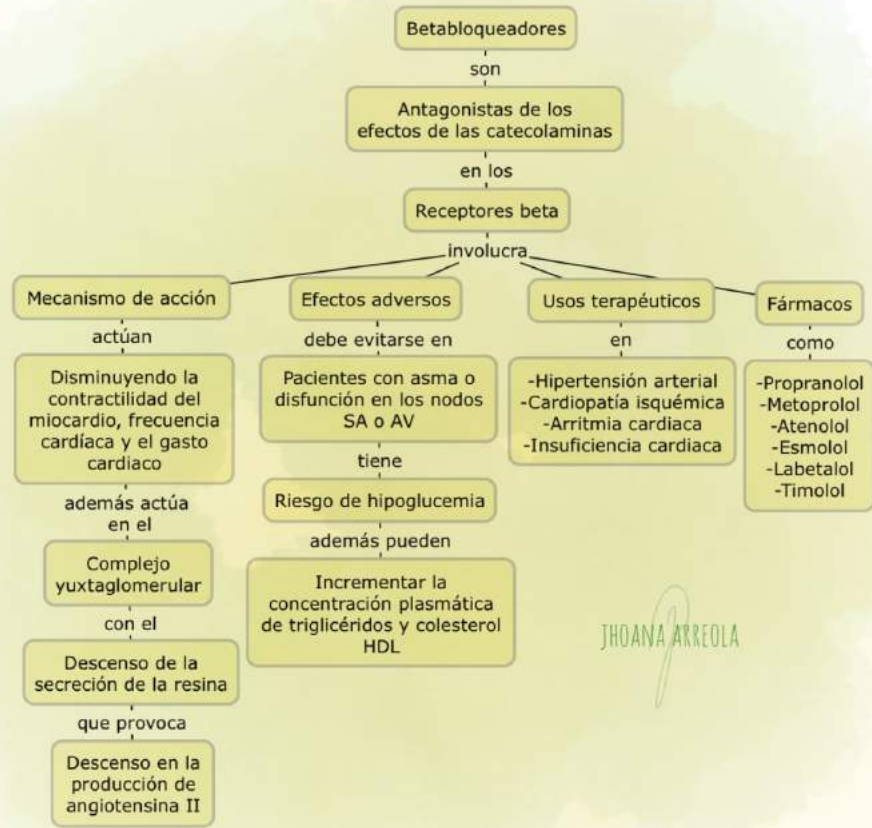 Betabloqueadores
son
Antagonistas de los
efectos de las catecolaminas
en los
Receptores beta
involucra
Mecanismo de acción
actúan
Disminuyendo la
contractilidad del
miocardio, frecuencia
cardíaca y el gasto
cardiaco
además actúa
en el
Complejo
yuxtaglomerular
con el
Descenso de la
secreción de la resina
que provoca
Descenso en la
producción de
angiotensina II
Efectos adversos
debe evitarse en
Pacientes con asma o
disfunción en los nodos
SA o AV
tiene
Riesgo de hipoglucemia
además pueden
Incrementar la
concentración plasmática
de triglicéridos y colesterol
HDL
Usos terapéuticos
en
-Hipertensión arterial
-Cardiopatía isquémica
-Arritmia cardiaca
-Insuficiencia cardiaca
Fármacos
como
-Propranolol
-Metoprolol
-Atenolol
-Esmolol
-Labetalol
-Timolol
JHOANA ARREOLA